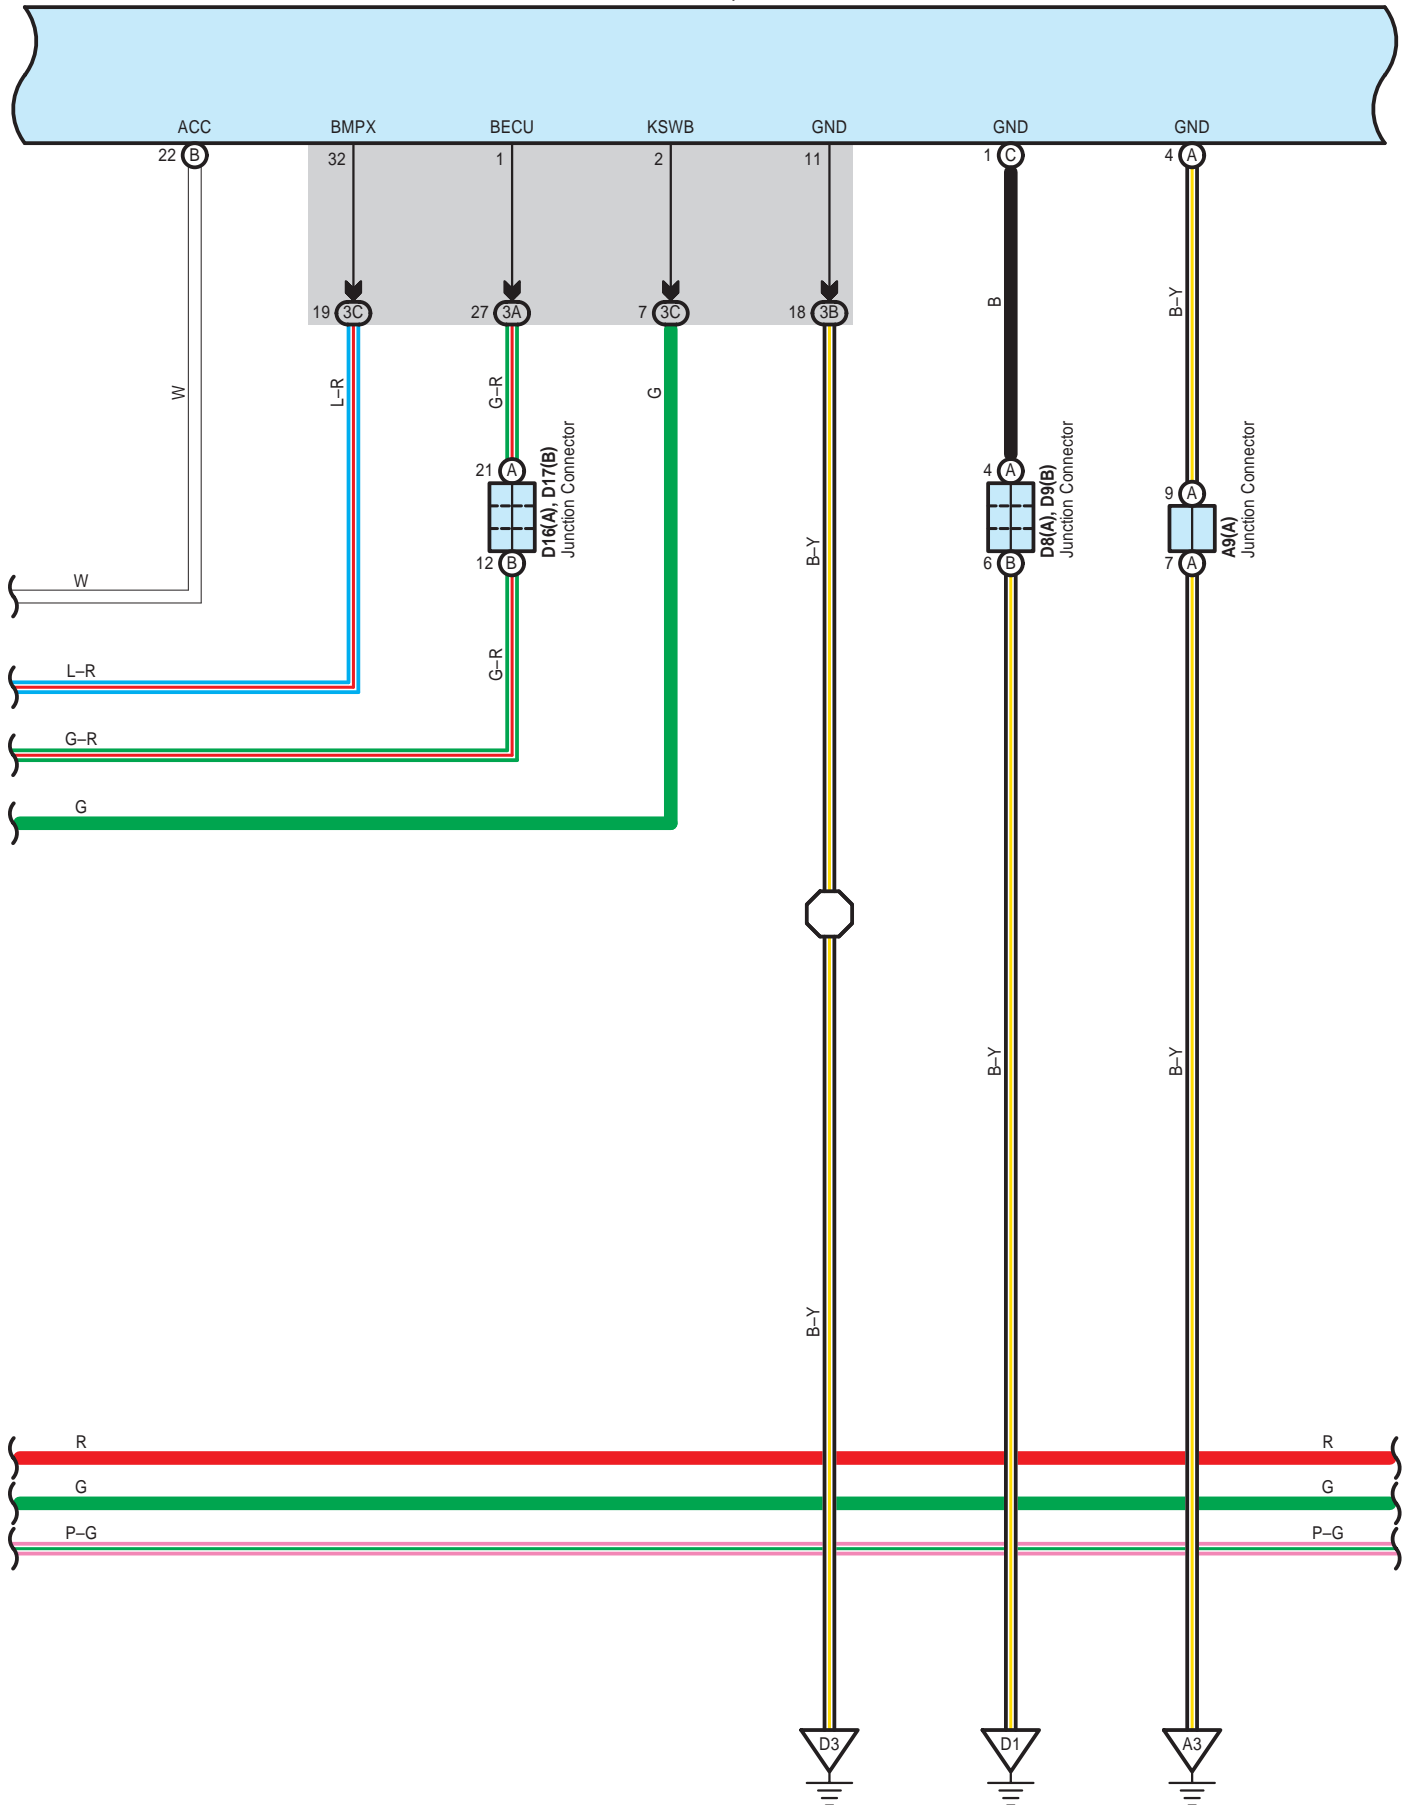 ACC BMPX BECU KSWB GND GND GND
22 B 32 1 2 11 1 C 4 A
19 3C 27 3A 7 3C 18 3B
B
B–Y
W
L–R
G–R
G
21 A
D16(A), D17(B)
Junction Connector
12 B
4 A
D8(A), D9(B)
Junction Connector
6 B
9 A
A9(A)
Junction Connector
7 A
B–Y
W
L–R
G–R
G–R
G
B–Y
B–Y
B–Y
R R
G G
P–G P–G
D3 D1 A3